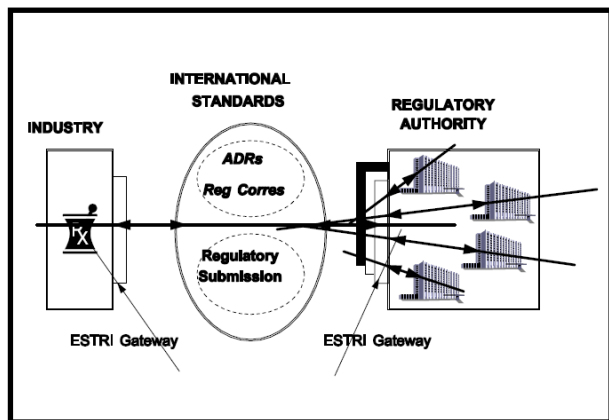 INTERNATIONAL
STANDARDS
REGULATORY
AUTHORITY
INDUSTRY
ADRs
Reg Corres
RX
Regulatory
Submission
ESTRI Gateway
ESTRI Gateway